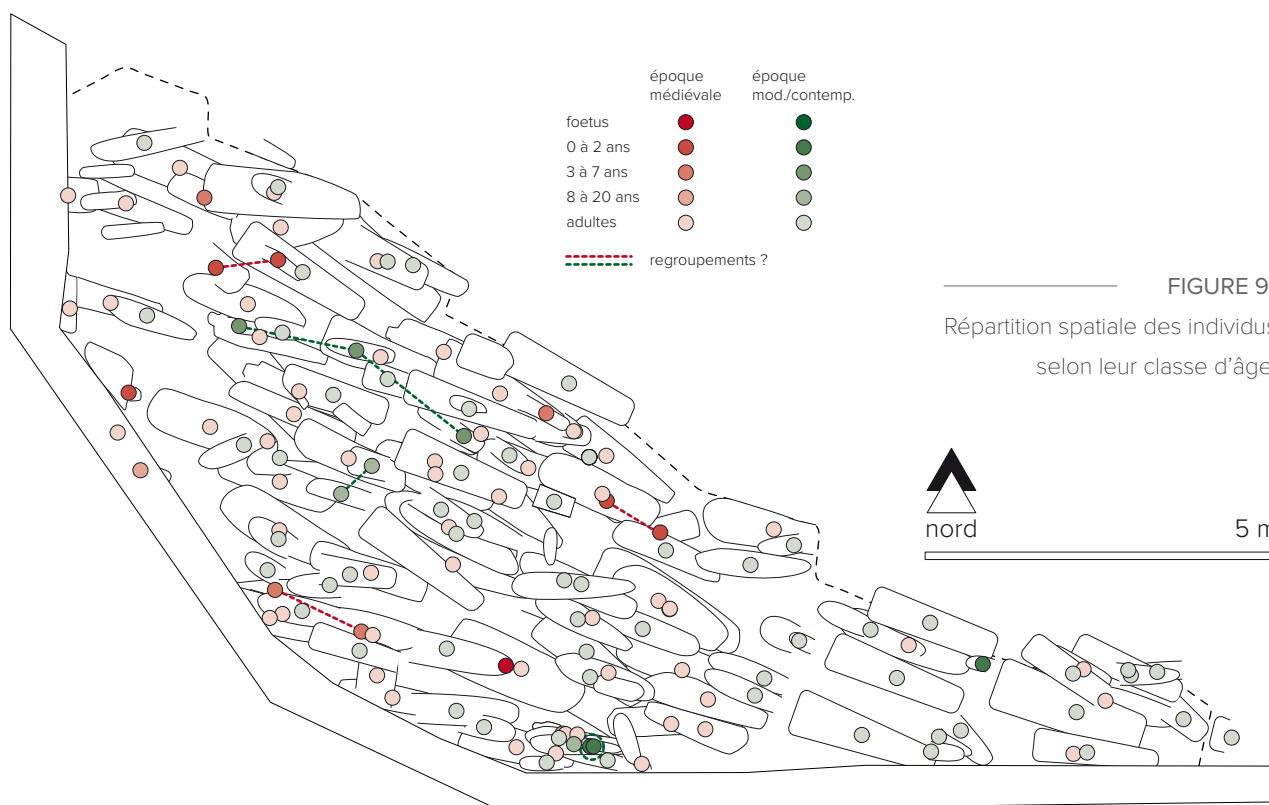 époque époque
médiévale mod./contemp.
foetus
0 à 2 ans
3 à 7 ans
8 à 20 ans
adultes
regroupements ?
FIGURE 9
Répartition spatiale des individus
selon leur classe d'âge
nord 5 m